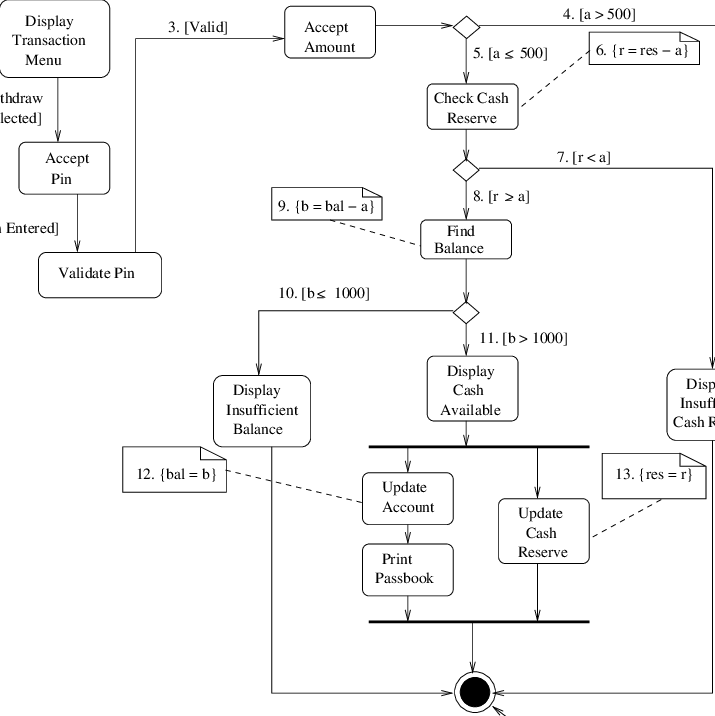 Display
Transaction
Menu
3. [Valid]
Accept
Amount
4. [a > 500]
5. [a ≤ 500]
6. {r = res − a}
Check Cash
Reserve
Accept
Pin
7. [r < a]
8. [r > a]
9. {b = bal − a}
Find
Balance
Entered]
Validate Pin
10. [b ≤ 1000]
11. [b > 1000]
Display
Insufficient
Balance
Display
Cash
Available
Cash
12. {bal = b}
13. {res = r}
Update
Account
Update
Cash
Reserve
Print
Passbook